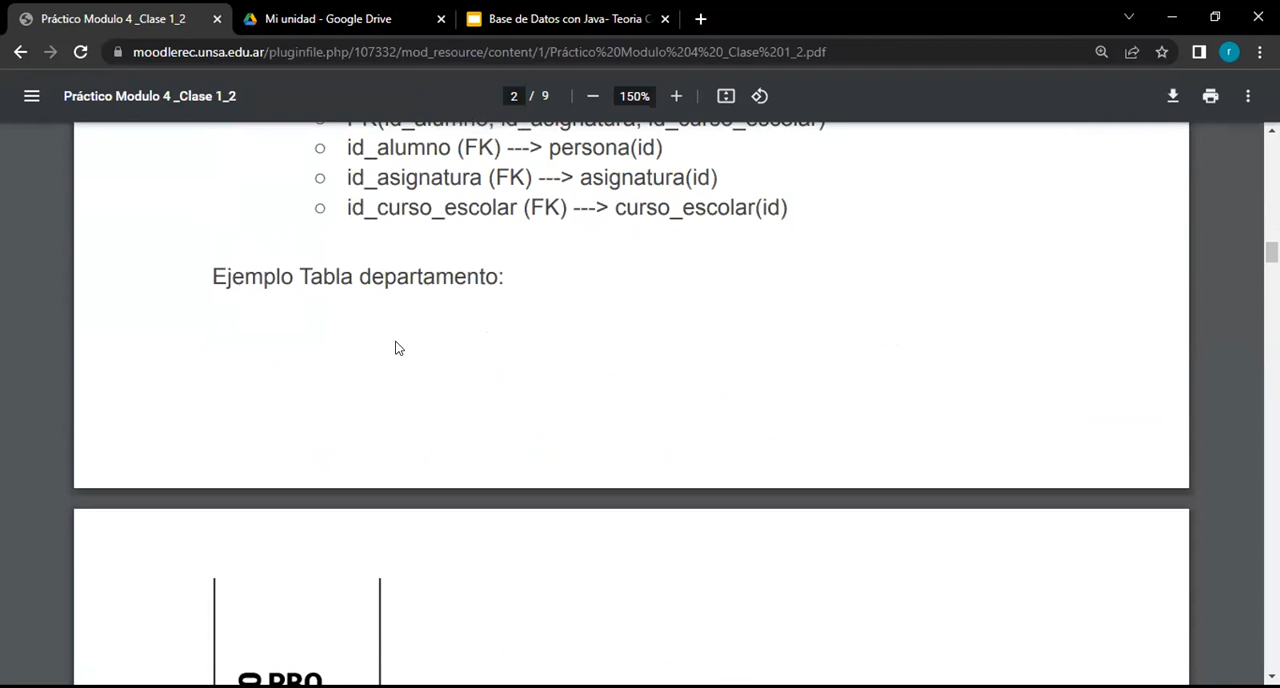 Práctico Modulo 4 _Clase 1_2
Mi unidad - Google Drive
Base de Datos con Java- Teoria C
moodlerec.unsa.edu.ar/pluginfile.php/107332/mod_resource/content/1/Práctico%20Modulo%204%20_Clase%201_2.pdf
r
Práctico Modulo 4 _Clase 1_2
2 / 9
150%
id_alumno (FK) ---> persona(id)
id_asignatura (FK) ---> asignatura(id)
id_curso_escolar (FK) ---> curso_escolar(id)
Ejemplo Tabla departamento: